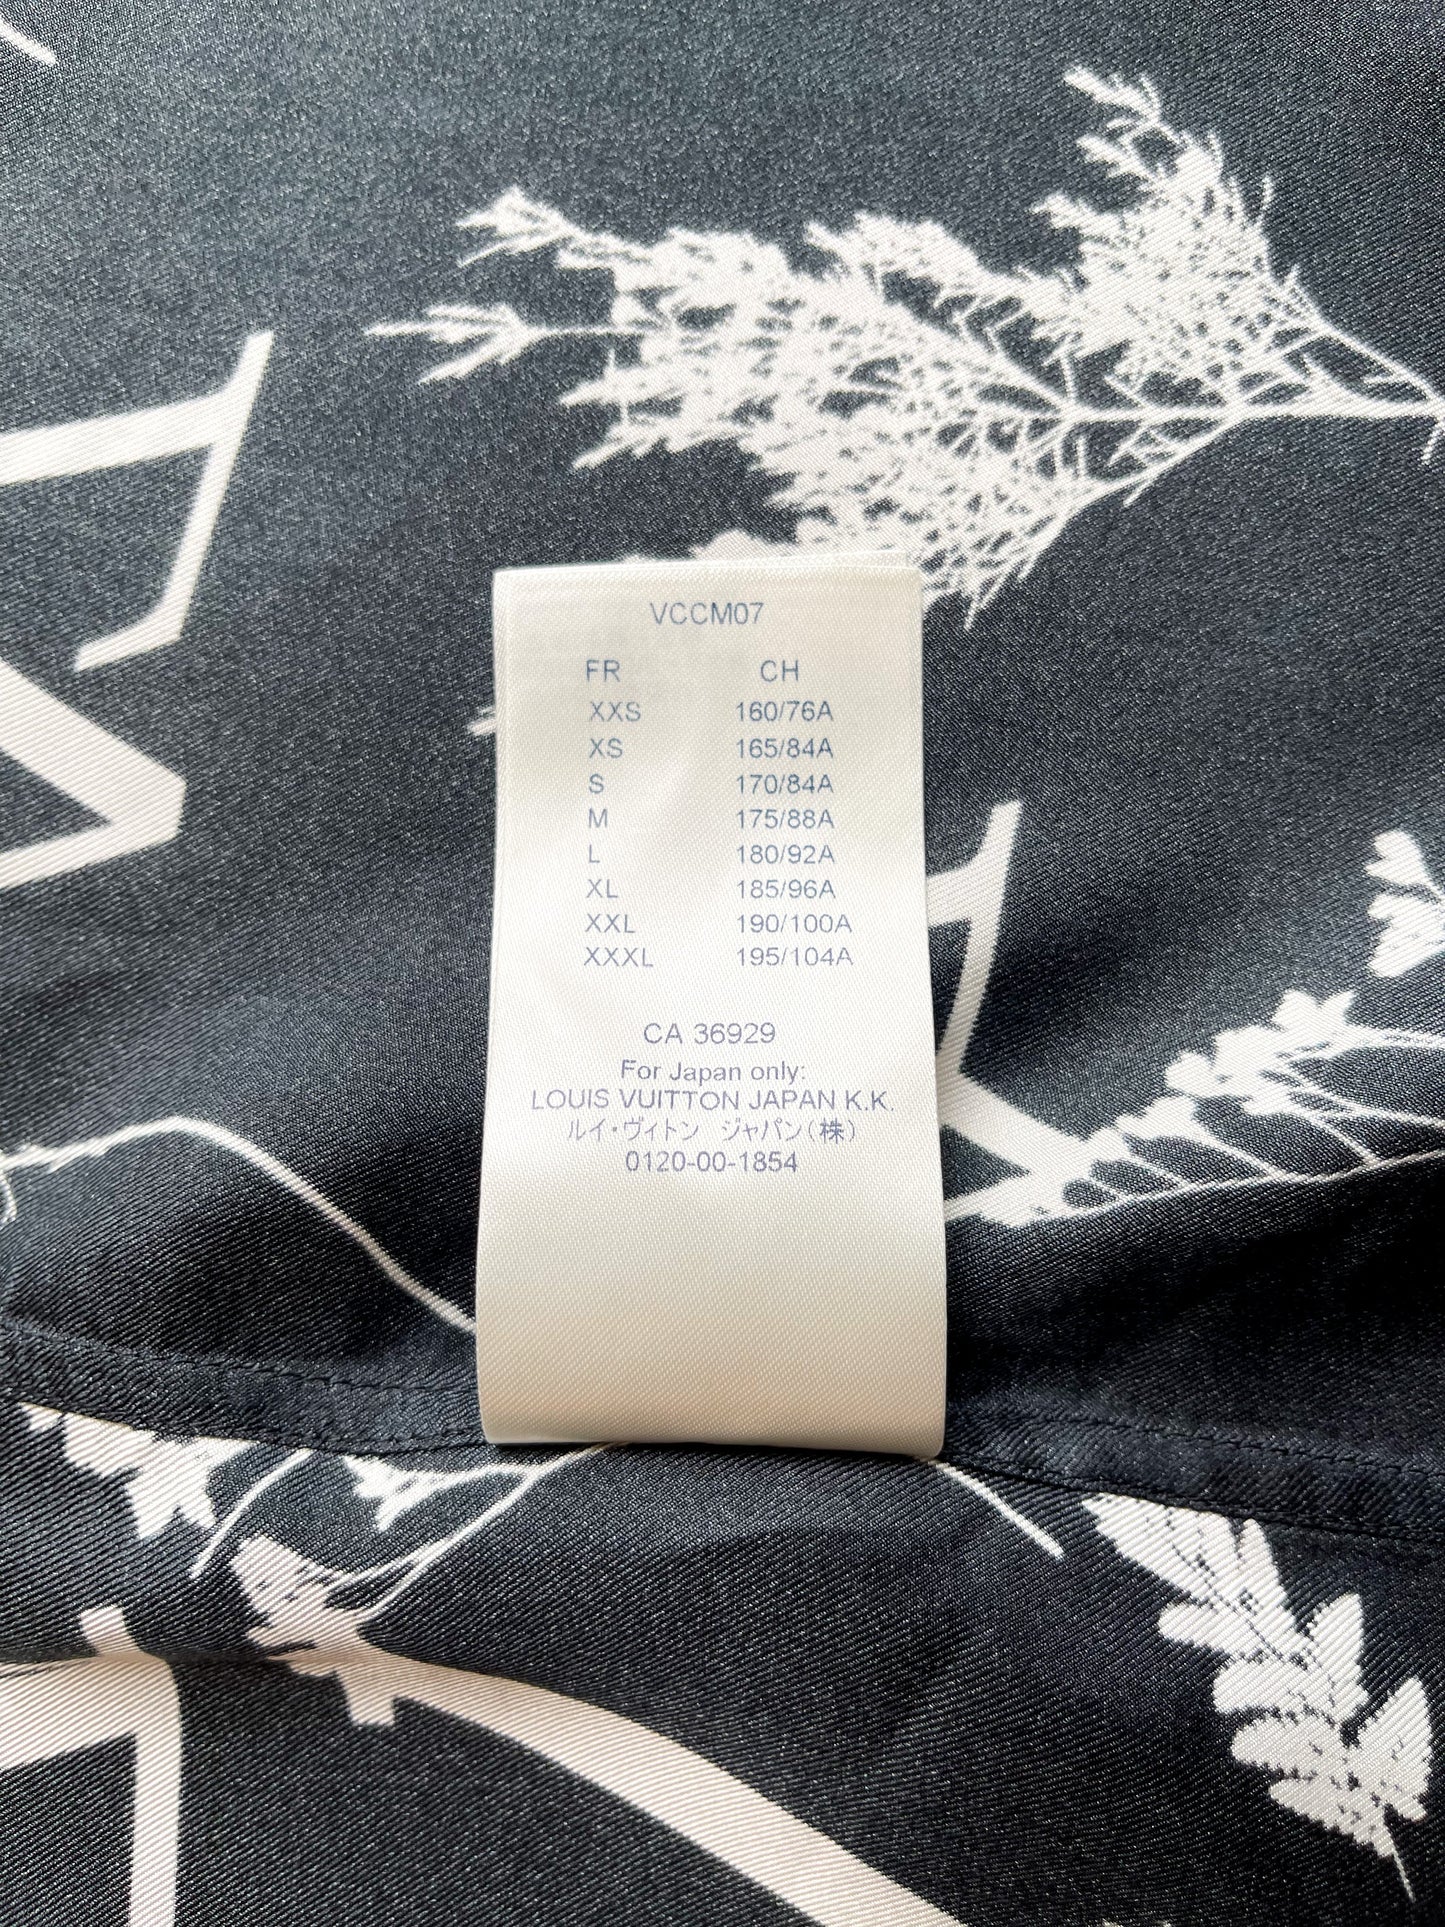 VCCM07
FR CH
XXS 160/76A
XS 165/84A
S 170/84A
M 175/88A
L 180/92A
XL 185/96A
XXL 190/100A
XXXL 195/104A
CA 36929
For Japan only:
LOUIS VUITTON JAPAN K.K.
ルイ・ヴィトン ジャパン(株)
0120-00-1854